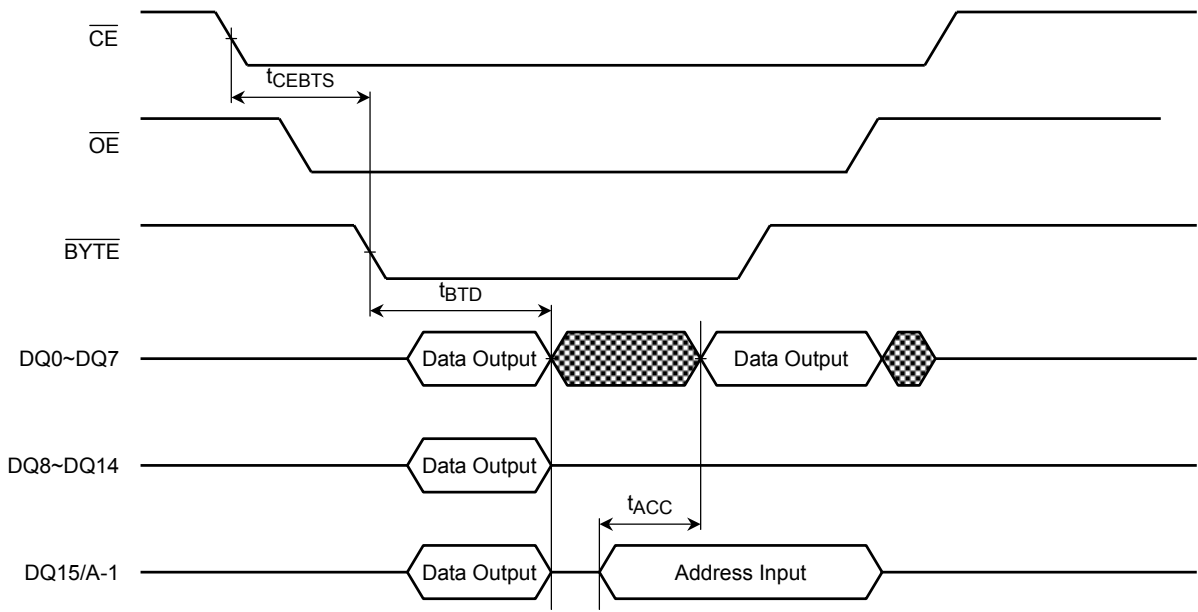 CE
tCEBTS
OE
BYTE
tBTD
DQ0~DQ7
Data Output
Data Output
DQ8~DQ14
Data Output
tACC
DQ15/A-1
Data Output
Address Input